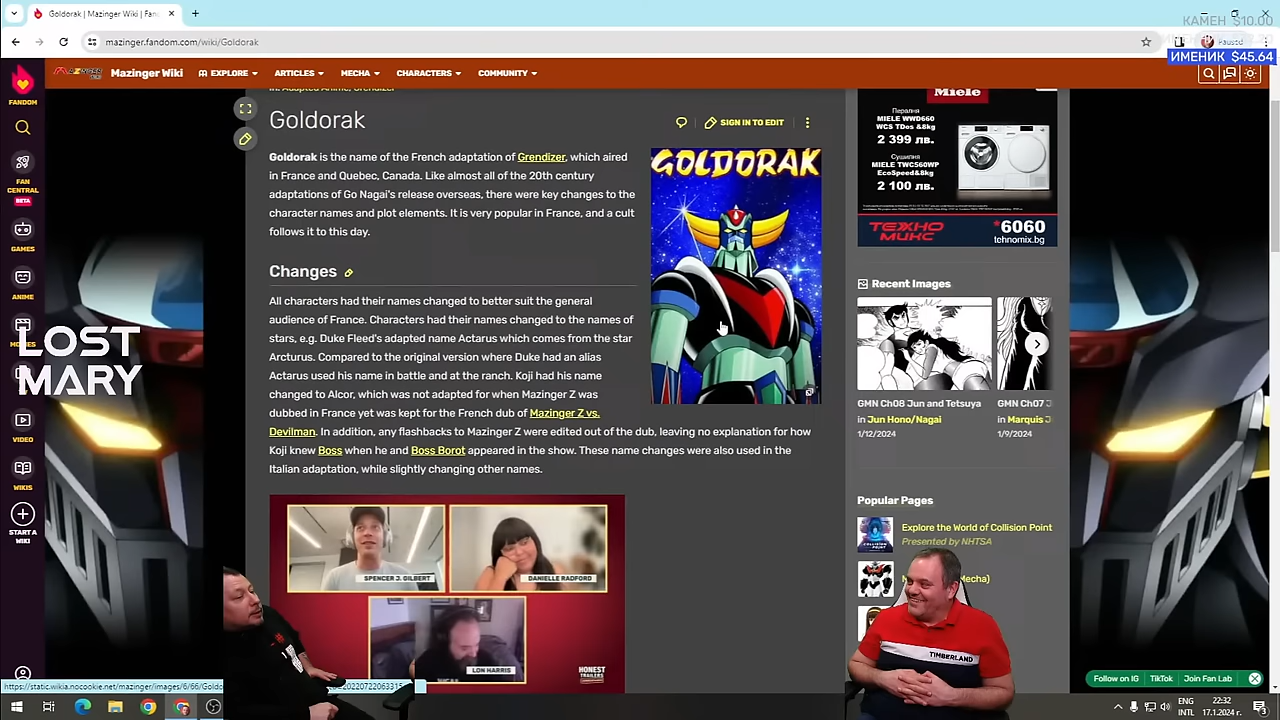 Goldorak | Mazinger Wiki | Fan
КАМЕН $10.00
mazinger.fandom.com/wiki/Goldorak
ИМЕНИК $45.64
FANDOM
MAZINGER
Mazinger Wiki
EXPLORE
ARTICLES
MECHA
CHARACTERS
COMMUNITY
FAN CENTRAL
BETA
GAMES
ANIME
VIDEO
WIKIS
START A WIKI
LOST
MARY
in: Adapted Anime, Grendizer
Goldorak
SIGN IN TO EDIT
Goldorak is the name of the French adaptation of Grendizer, which aired
in France and Quebec, Canada. Like almost all of the 20th century
adaptations of Go Nagai's release overseas, there were key changes to the
character names and plot elements. It is very popular in France, and a cult
follows it to this day.
GOLDORAK
Changes
All characters had their names changed to better suit the general
audience of France. Characters had their names changed to the names of
stars, e.g. Duke Fleed's adapted name Actarus which comes from the star
Arcturus. Compared to the original version where Duke had an alias
Actarus used his name in battle and at the ranch. Koji had his name
changed to Alcor, which was not adapted for when Mazinger Z was
dubbed in France yet was kept for the French dub of Mazinger Z vs.
Devilman. In addition, any flashbacks to Mazinger Z were edited out of the dub, leaving no explanation for how
Koji knew Boss when he and Boss Borot appeared in the show. These name changes were also used in the
Italian adaptation, while slightly changing other names.
SPENCER J. GILBERT
DANIELLE RADFORD
LON HARRIS
HONEST
TRAILERS
Miele
Пералня
MIELE WWD660
WCS TDos &8kg
2 399 лв.
Сушилня
MIELE TWC560WP
EcoSpeed&8kg
2 100 лв.
ТЕХНО
МИКС
*6060
tehnomix.bg
Recent Images
GMN Ch08 Jun and Tetsuya
in Jun Hono/Nagai
1/12/2024
GMN Ch07 J
in Marquis J
1/9/2024
Popular Pages
Explore the World of Collision Point
Presented by NHTSA
TIMBERLAND
Follow on IG
TikTok
Join Fan Lab
ENG
INTL
22:32
17.1.2024 г.